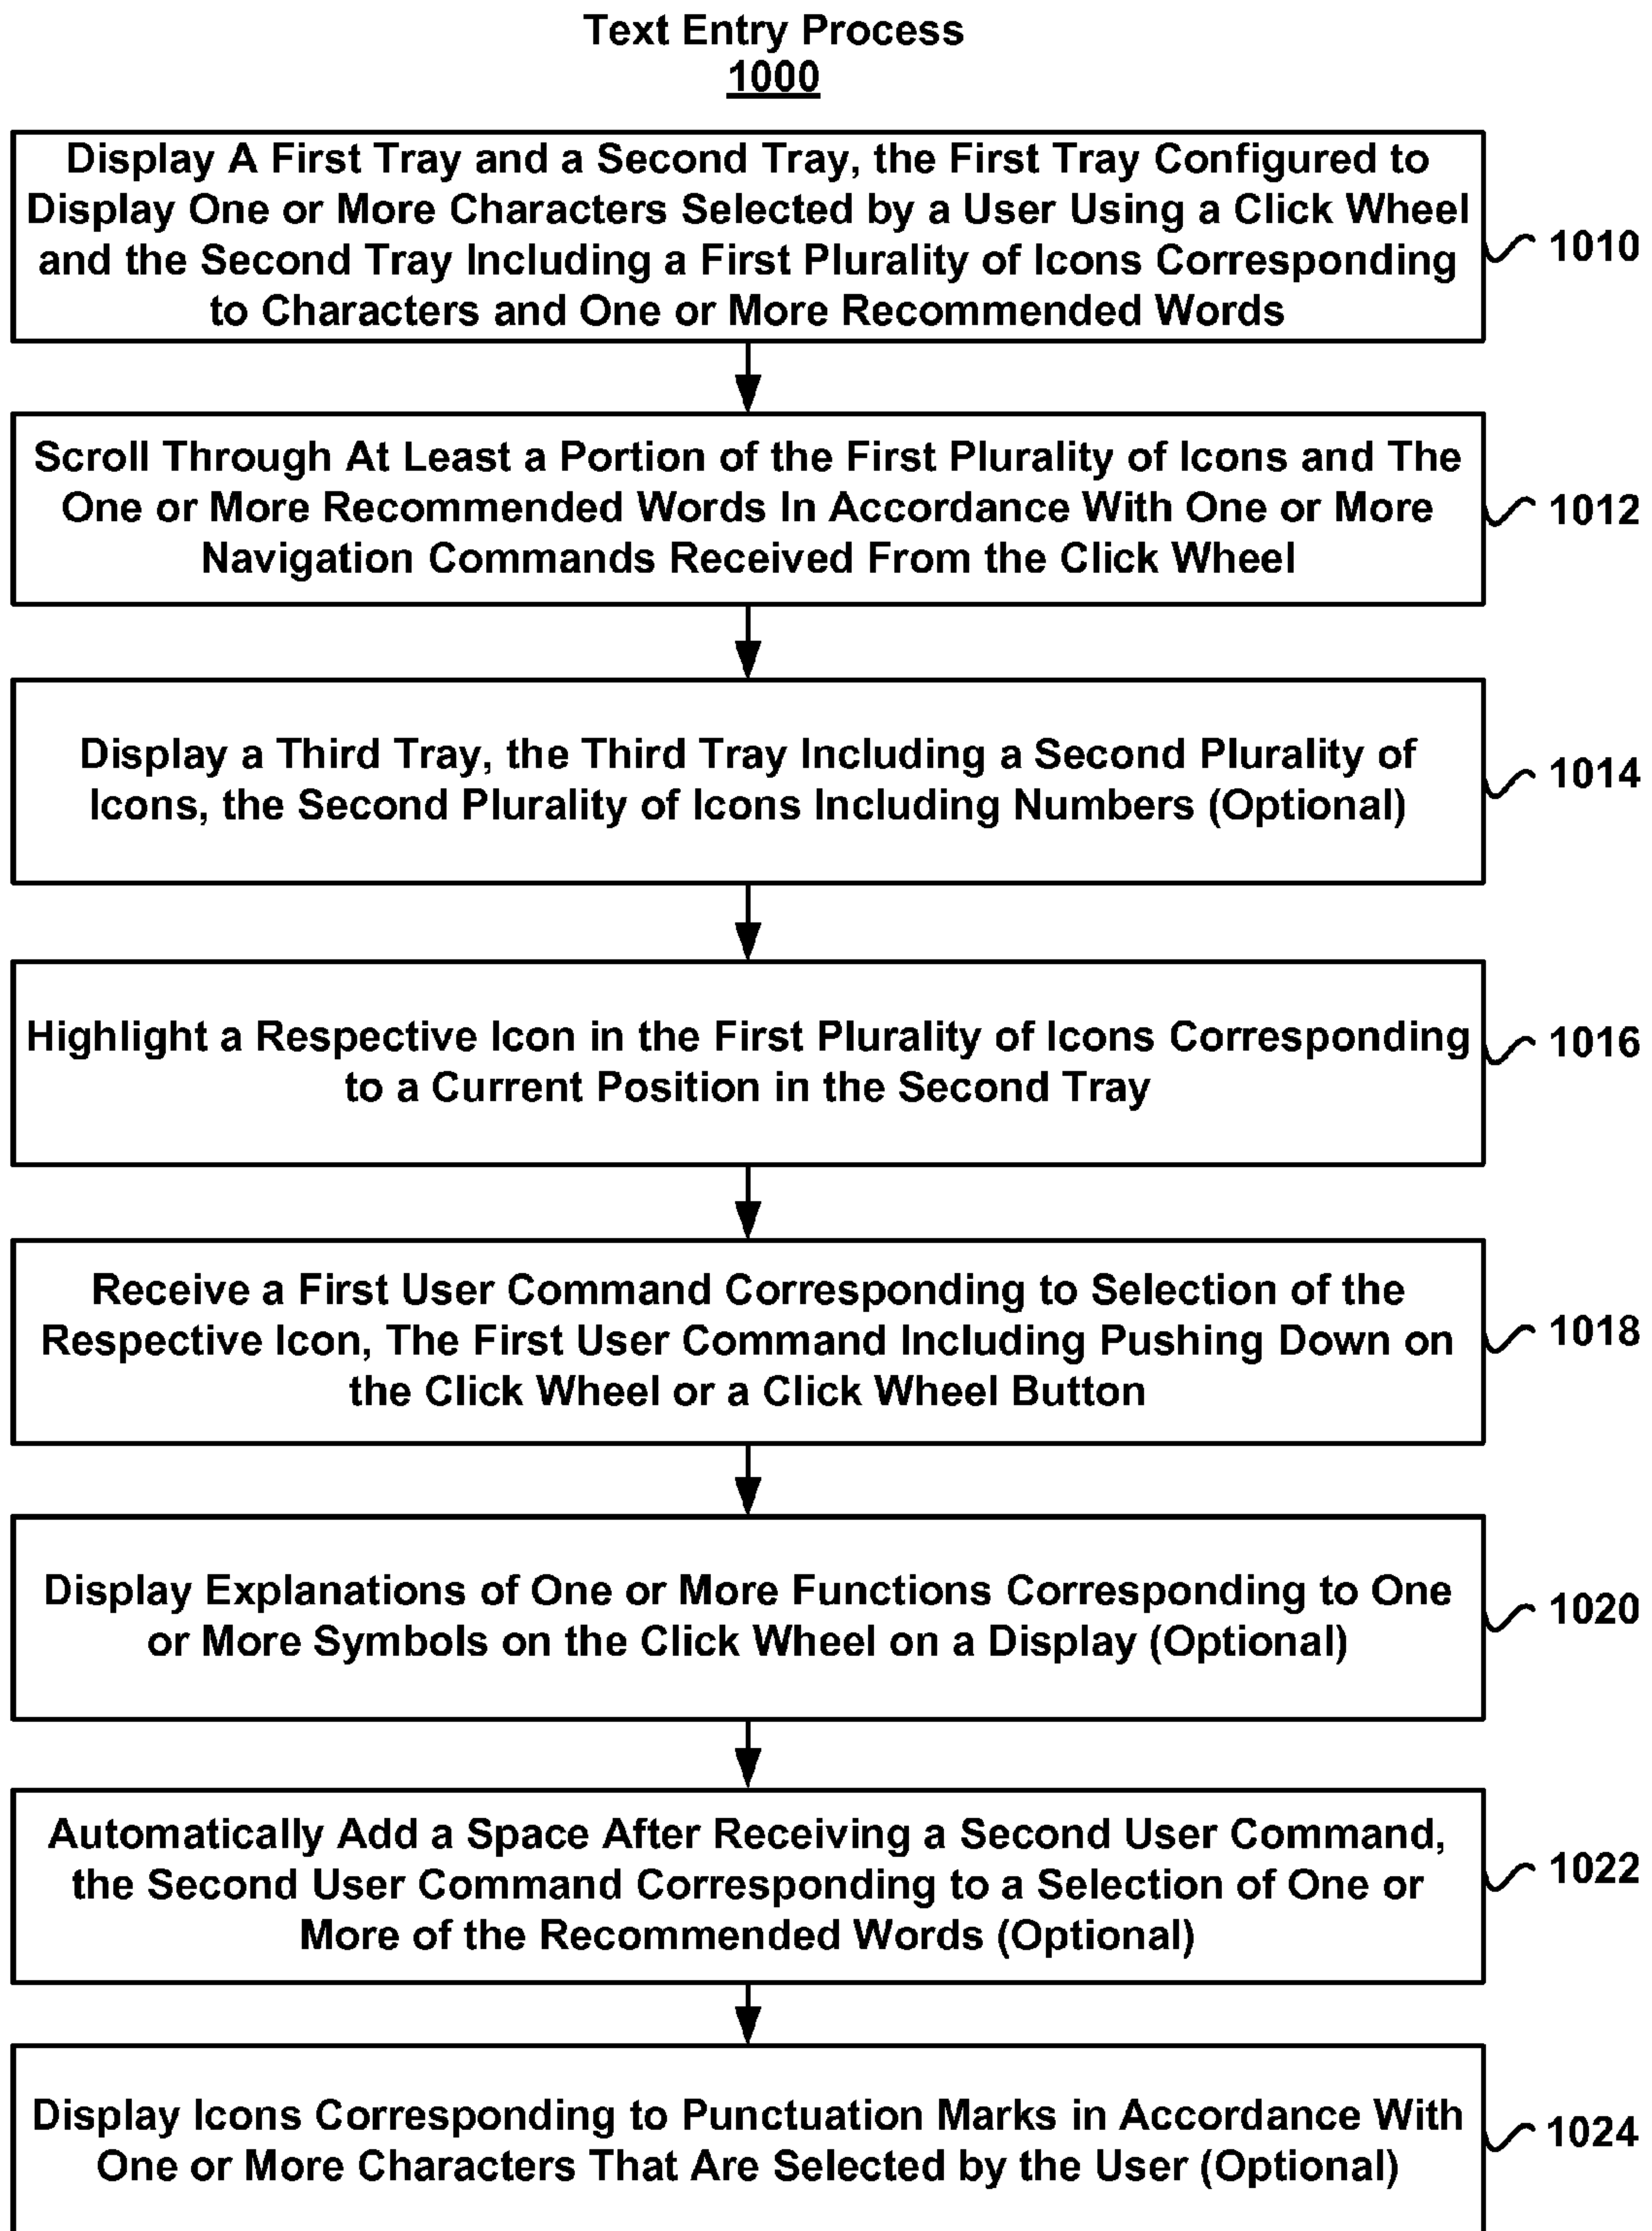 Text Entry Process
1000
Display A First Tray and a Second Tray, the First Tray Configured to
Display One or More Characters Selected by a User Using a Click Wheel
and the Second Tray Including a First Plurality of Icons Corresponding
to Characters and One or More Recommended Words
1010
Scroll Through At Least a Portion of the First Plurality of Icons and The
One or More Recommended Words In Accordance With One or More
Navigation Commands Received From the Click Wheel
1012
Display a Third Tray, the Third Tray Including a Second Plurality of
Icons, the Second Plurality of Icons Including Numbers (Optional)
1014
Highlight a Respective Icon in the First Plurality of Icons Corresponding
to a Current Position in the Second Tray
1016
Receive a First User Command Corresponding to Selection of the
Respective Icon, The First User Command Including Pushing Down on
the Click Wheel or a Click Wheel Button
1018
Display Explanations of One or More Functions Corresponding to One
or More Symbols on the Click Wheel on a Display (Optional)
1020
Automatically Add a Space After Receiving a Second User Command,
the Second User Command Corresponding to a Selection of One or
More of the Recommended Words (Optional)
1022
Display Icons Corresponding to Punctuation Marks in Accordance With
One or More Characters That Are Selected by the User (Optional)
1024